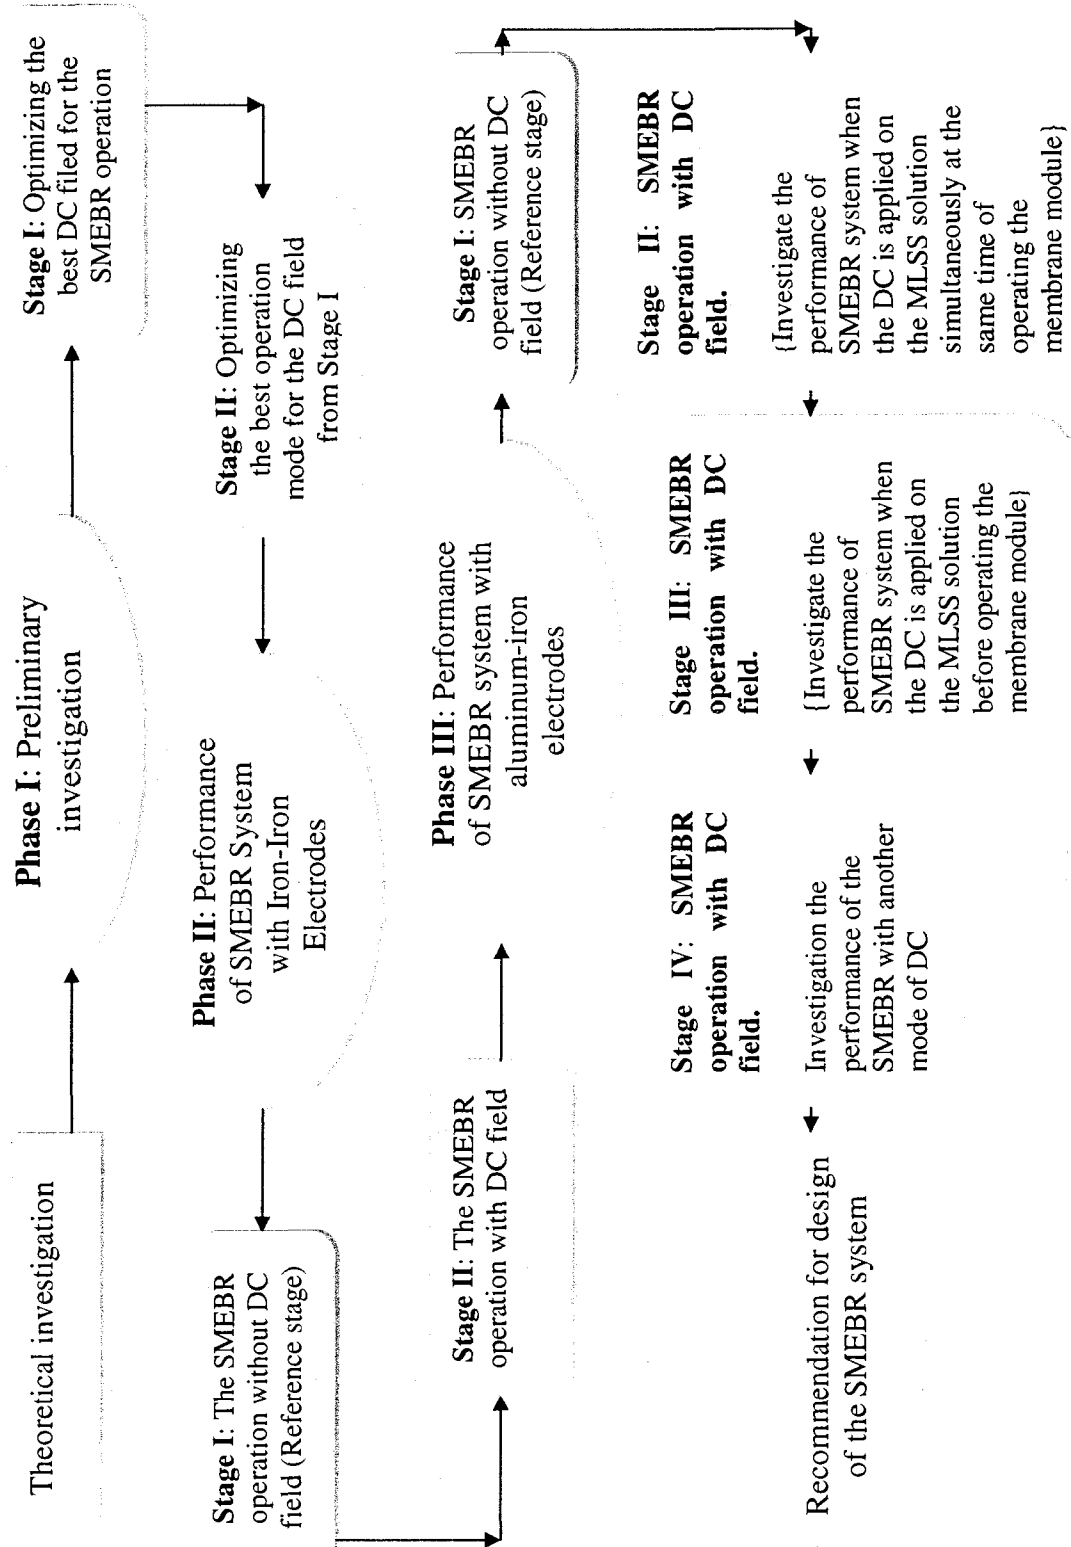 Theoretical investigation
Phase I: Preliminary
investigation
Stage I: Optimizing the
best DC filed for the
SMEBR operation
Stage II: Optimizing
the best operation
mode for the DC field
from Stage I
Phase II: Performance
of SMEBR System
with Iron-Iron
Electrodes
Stage I: The SMEBR
operation without DC
field (Reference stage)
Stage II: The SMEBR
operation with DC field
Phase III: Performance
of SMEBR system with
aluminum-iron
electrodes
Stage I: SMEBR
operation without DC
field (Reference stage)
Stage II: SMEBR
operation with DC
field.
{Investigate the
performance of
SMEBR system when
the DC is applied on
the MLSS solution
simultaneously at the
same time of
operating the
membrane module}
Stage III: SMEBR
operation with DC
field.
{Investigate the
performance of
SMEBR system when
the DC is applied on
the MLSS solution
before operating the
membrane module}
Stage IV: SMEBR
operation with DC
field.
Investigation the
performance of the
SMEBR with another
mode of DC
Recommendation for design
of the SMEBR system